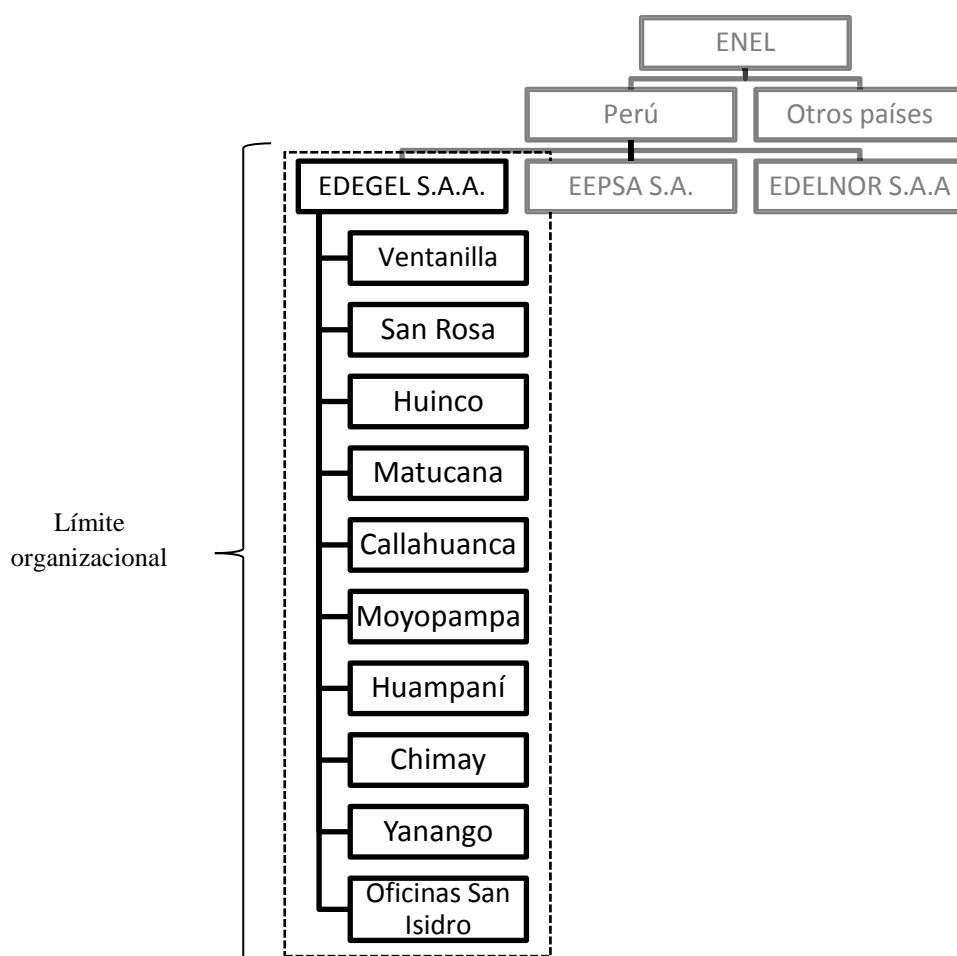 ENEL
Perú
Otros países
EDEGEL S.A.A.
EEPSA S.A.
EDELNOR S.A.A
Ventanilla
San Rosa
Huinco
Matucana
Callahuanca
Moyopampa
Huampaní
Chimay
Yanango
Oficinas San
Isidro
Límite
organizacional